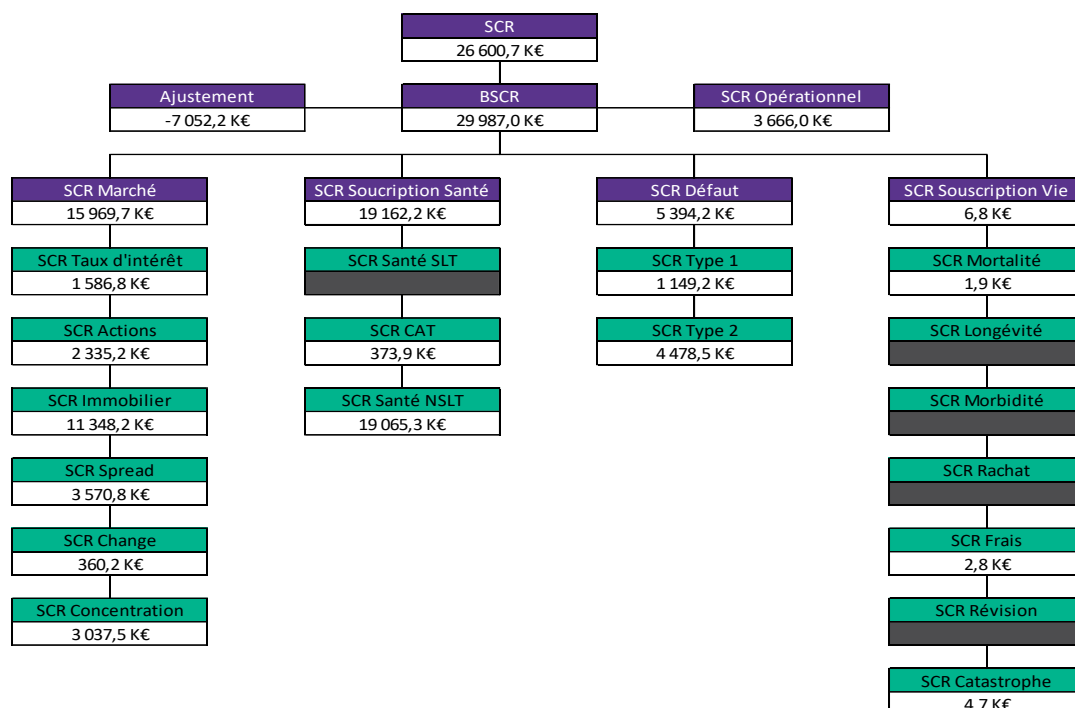 SCR
26 600,7 K€
Ajustement
-7 052,2 K€
BSCR
29 987,0 K€
SCR Opérationnel
3 666,0 K€
SCR Marché
15 969,7 K€
SCR Soucription Santé
19 162,2 K€
SCR Défaut
5 394,2 K€
SCR Souscription Vie
6,8 K€
SCR Taux d'intérêt
1 586,8 K€
SCR Santé SLT
SCR Type 1
1 149,2 K€
SCR Mortalité
1,9 K€
SCR Actions
2 335,2 K€
SCR CAT
373,9 K€
SCR Type 2
4 478,5 K€
SCR Longévité
SCR Immobilier
11 348,2 K€
SCR Santé NSLT
19 065,3 K€
SCR Morbidité
SCR Spread
3 570,8 K€
SCR Rachat
SCR Change
360,2 K€
SCR Frais
2,8 K€
SCR Concentration
3 037,5 K€
SCR Révision
SCR Catastrophe
4,7 K€